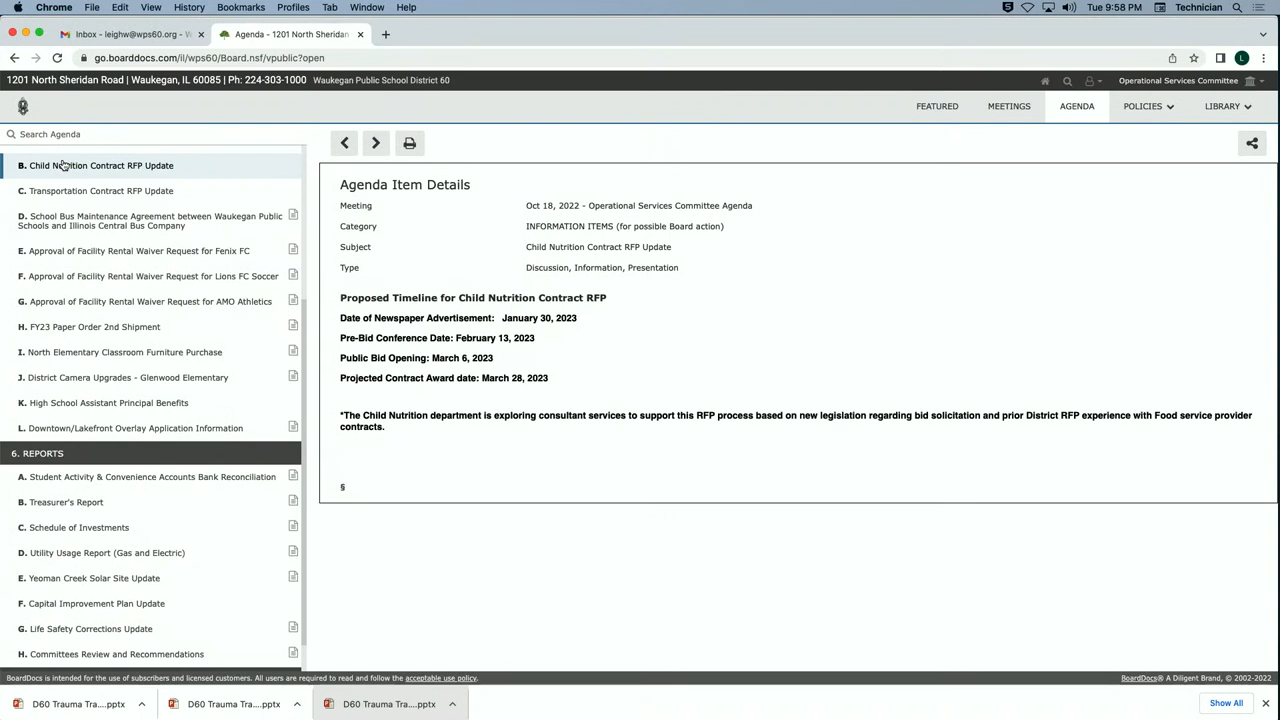 Chrome File Edit View History Bookmarks Profiles Tab Window Help Tue 9:58 PM Technician
Inbox - leighw@wps60.org - W Agenda - 1201 North Sheridan
go.boarddocs.com/il/wps60/Board.nsf/vpublic?open
L
1201 North Sheridan Road | Waukegan, IL 60085 | Ph: 224-303-1000 Waukegan Public School District 60 Operational Services Committee
FEATURED MEETINGS AGENDA POLICIES LIBRARY
Search Agenda
B. Child Nutrition Contract RFP Update
C. Transportation Contract RFP Update
D. School Bus Maintenance Agreement between Waukegan Public
Schools and Illinois Central Bus Company
E. Approval of Facility Rental Waiver Request for Fenix FC
F. Approval of Facility Rental Waiver Request for Lions FC Soccer
G. Approval of Facility Rental Waiver Request for AMO Athletics
H. FY23 Paper Order 2nd Shipment
I. North Elementary Classroom Furniture Purchase
J. District Camera Upgrades - Glenwood Elementary
K. High School Assistant Principal Benefits
L. Downtown/Lakefront Overlay Application Information
6. REPORTS
A. Student Activity & Convenience Accounts Bank Reconciliation
B. Treasurer's Report
C. Schedule of Investments
D. Utility Usage Report (Gas and Electric)
E. Yeoman Creek Solar Site Update
F. Capital Improvement Plan Update
G. Life Safety Corrections Update
H. Committees Review and Recommendations
Agenda Item Details
Meeting Oct 18, 2022 - Operational Services Committee Agenda
Category INFORMATION ITEMS (for possible Board action)
Subject Child Nutrition Contract RFP Update
Type Discussion, Information, Presentation
Proposed Timeline for Child Nutrition Contract RFP
Date of Newspaper Advertisement: January 30, 2023
Pre-Bid Conference Date: February 13, 2023
Public Bid Opening: March 6, 2023
Projected Contract Award date: March 28, 2023
*The Child Nutrition department is exploring consultant services to support this RFP process based on new legislation regarding bid solicitation and prior District RFP experience with Food service provider
contracts.
§
BoardDocs is intended for the use of subscribers and licensed customers. All users are required to read and follow the acceptable use policy. BoardDocs® A Diligent Brand, © 2002-2022
D60 Trauma Tra....pptx D60 Trauma Tra....pptx D60 Trauma Tra....pptx Show All